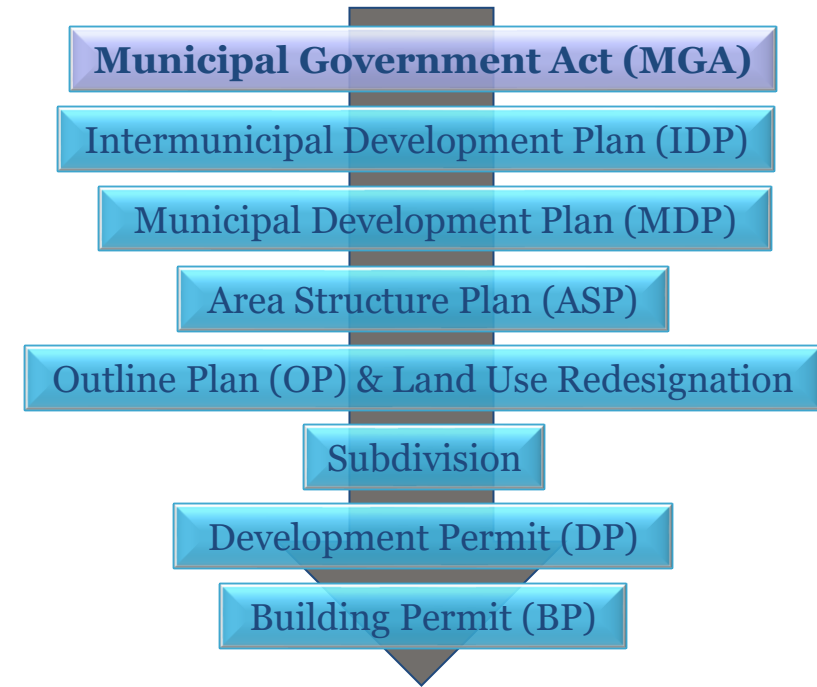 Municipal Government Act (MGA)
Intermunicipal Development Plan (IDP)
Municipal Development Plan (MDP)
Area Structure Plan (ASP)
Outline Plan (OP) & Land Use Redesignation
Subdivision
Development Permit (DP)
Building Permit (BP)